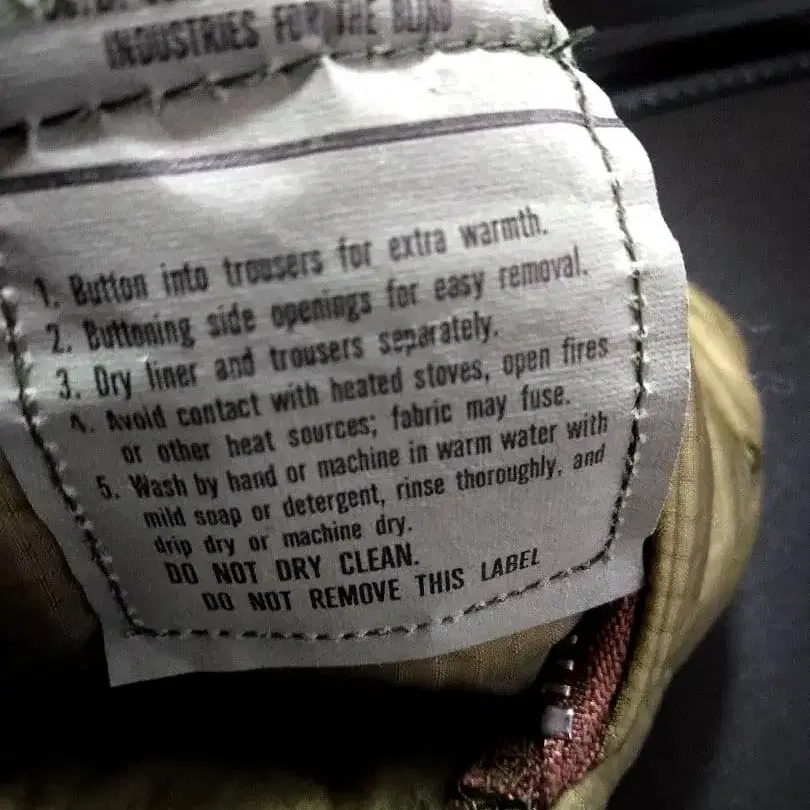 INDUSTRIES FOR THE BLIND
1. Button into trousers for extra warmth.
2. Buttoning side openings for easy removal.
3. Dry liner and trousers separately.
4. Avoid contact with heated stoves, open fires
or other heat sources; fabric may fuse.
5. Wash by hand or machine in warm water with
mild soap or detergent, rinse thoroughly, and
drip dry or machine dry.
DO NOT DRY CLEAN.
DO NOT REMOVE THIS LABEL